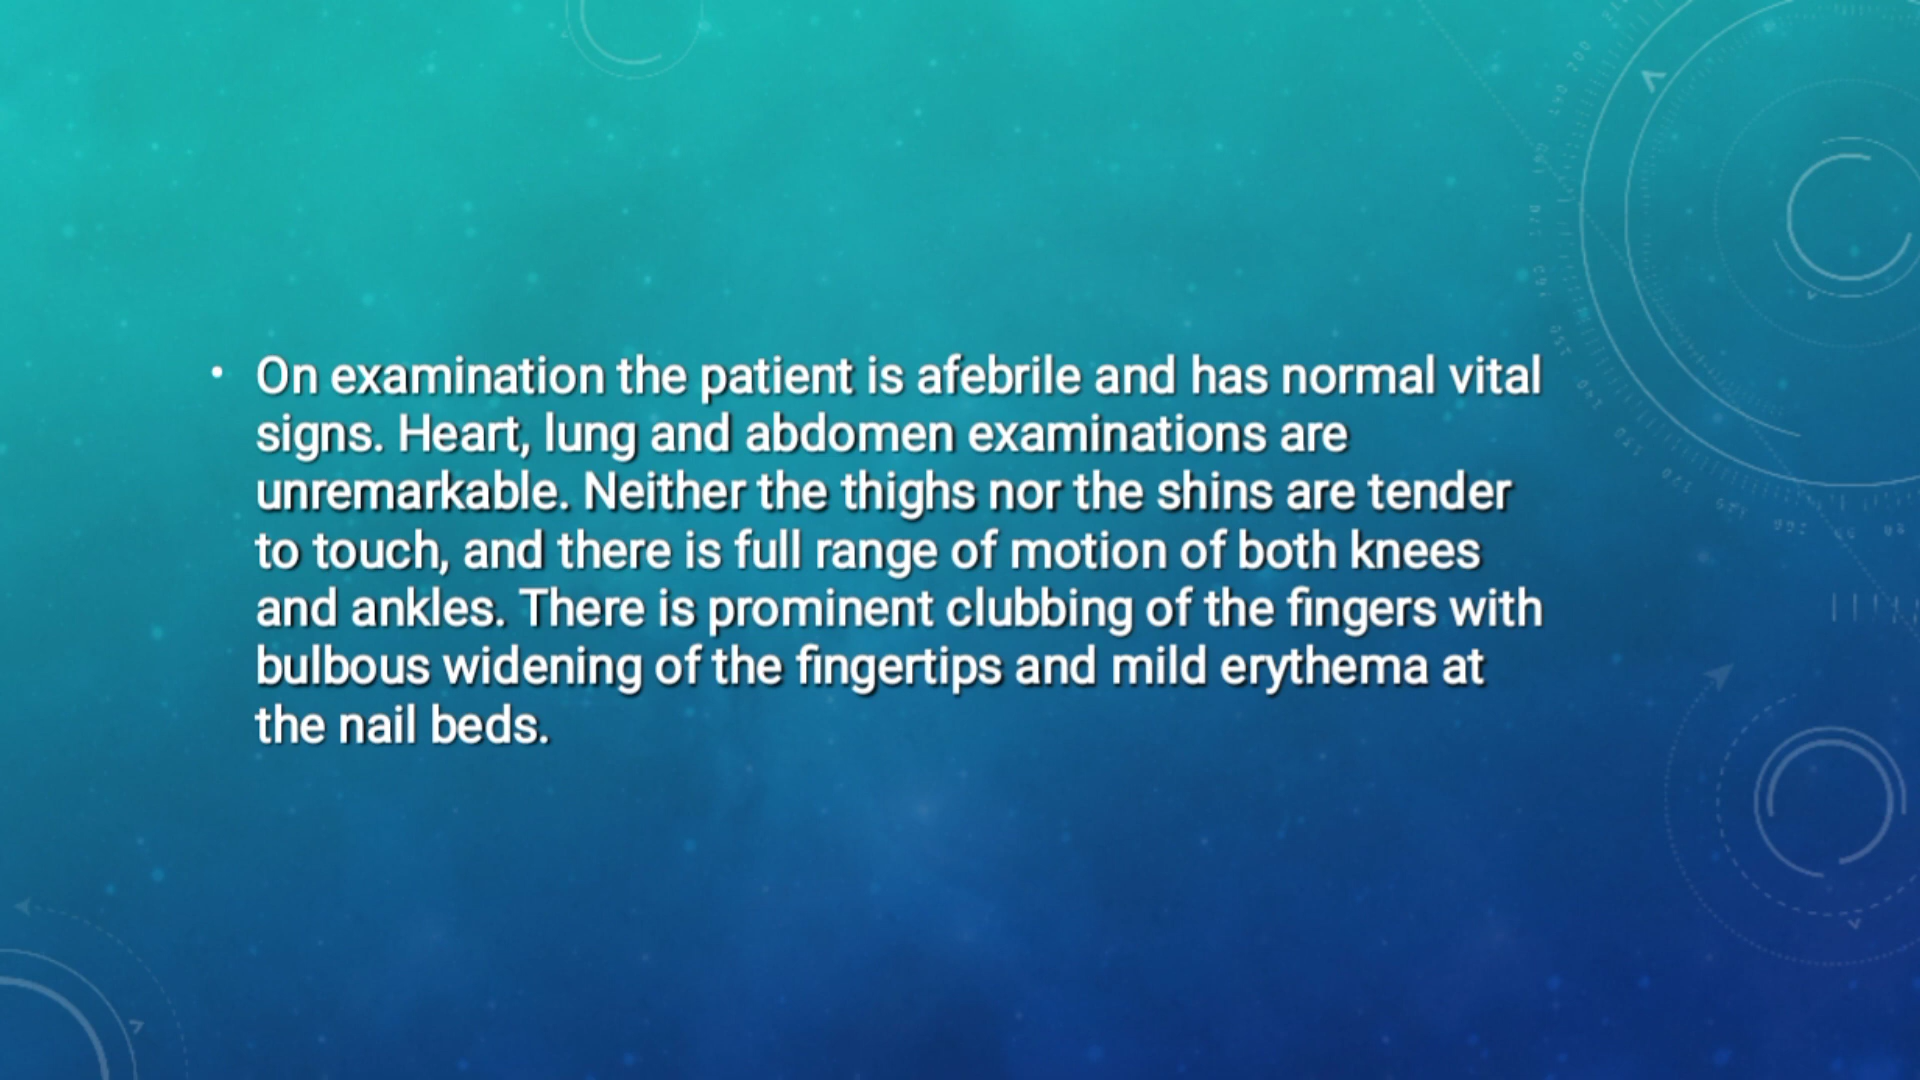 • On examination the patient is afebrile and has normal vital
signs. Heart, lung and abdomen examinations are
unremarkable. Neither the thighs nor the shins are tender
to touch, and there is full range of motion of both knees
and ankles. There is prominent clubbing of the fingers with
bulbous widening of the fingertips and mild erythema at
the nail beds.